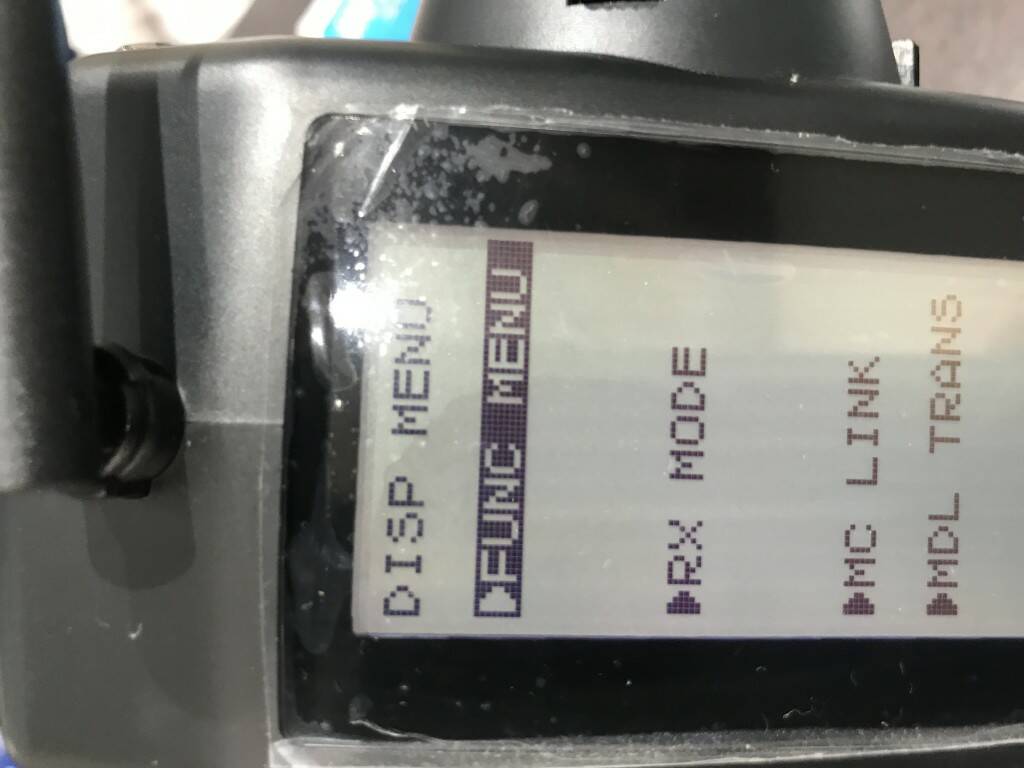 DISP MENU
▶FUNC MENU
▶RX MODE
▶MC LINK
▶MDL TRANS